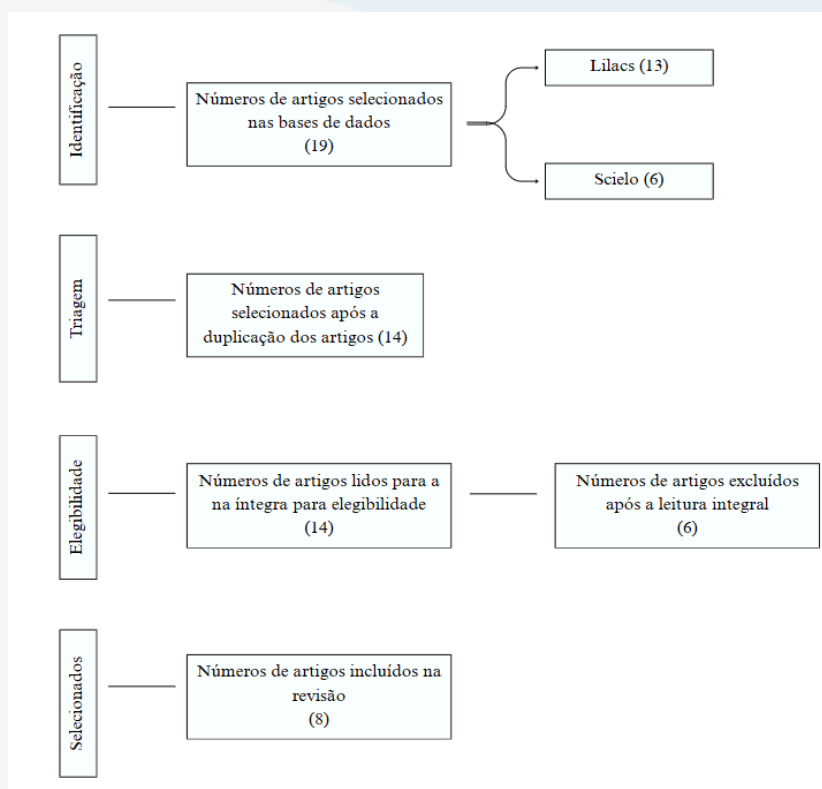 Identificação
Números de artigos selecionados
nas bases de dados
(19)
Lilacs (13)
Scielo (6)
Triagem
Números de artigos
selecionados após a
duplicação dos artigos (14)
Elegibilidade
Números de artigos lidos para a
na íntegra para elegibilidade
(14)
Números de artigos excluídos
após a leitura integral
(6)
Selecionados
Números de artigos incluídos na
revisão
(8)